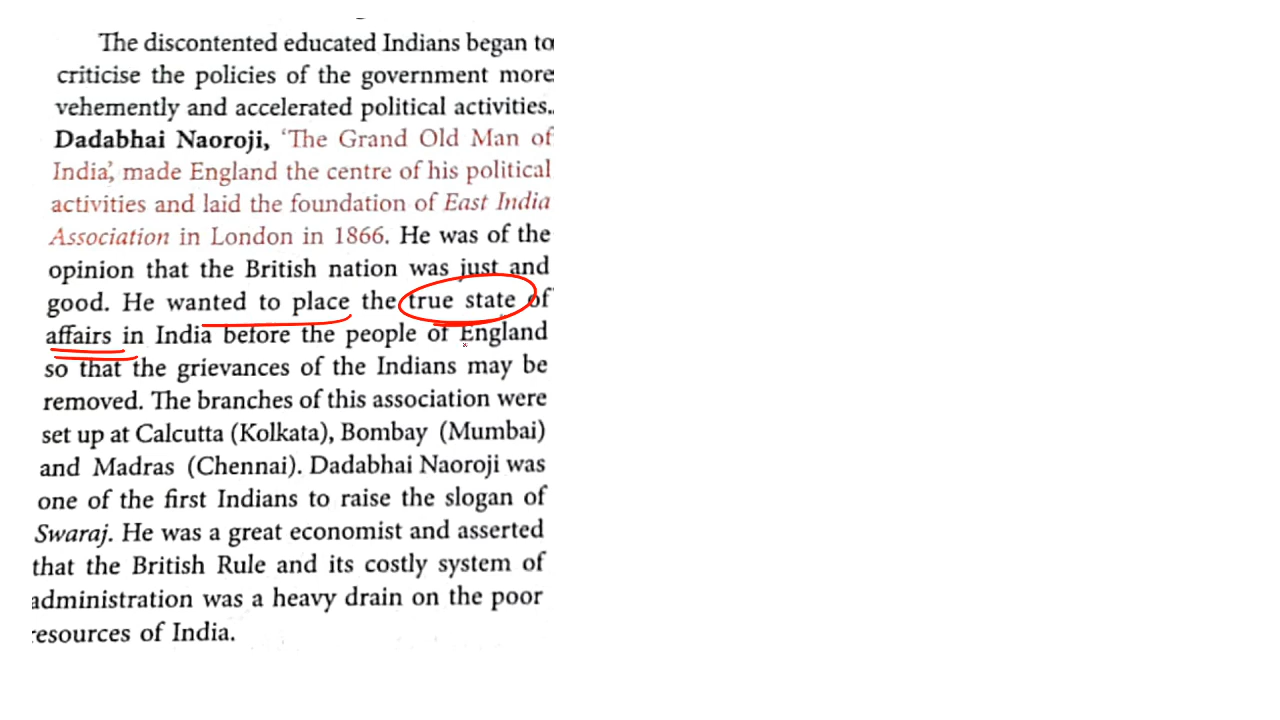 The discontented educated Indians began to
criticise the policies of the government more
vehemently and accelerated political activities.
Dadabhai Naoroji, 'The Grand Old Man of
India', made England the centre of his political
activities and laid the foundation of East India
Association in London in 1866. He was of the
opinion that the British nation was just and
good. He wanted to place the true state of
affairs in India before the people of England
so that the grievances of the Indians may be
removed. The branches of this association were
set up at Calcutta (Kolkata), Bombay (Mumbai)
and Madras (Chennai). Dadabhai Naoroji was
one of the first Indians to raise the slogan of
Swaraj. He was a great economist and asserted
that the British Rule and its costly system of
administration was a heavy drain on the poor
resources of India.